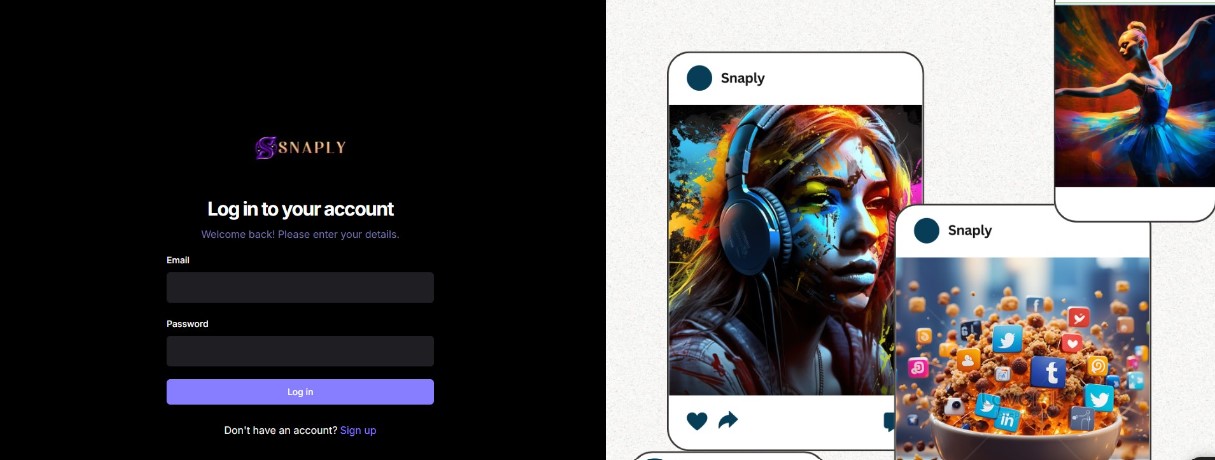 SNAPLY
Log in to your account
Welcome back! Please enter your details.
Email
Password
Log in
Don't have an account? Sign up
Snaply
Snaply
f
t
in